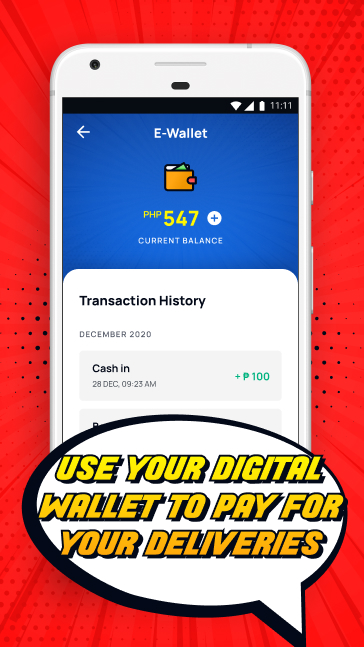 11:11
E-Wallet
PHP 547
CURRENT BALANCE
Transaction History
DECEMBER 2020
Cash in
+ ₱ 100
28 DEC, 09:23 AM
USE YOUR DIGITAL
WALLET TO PAY FOR
YOUR DELIVERIES